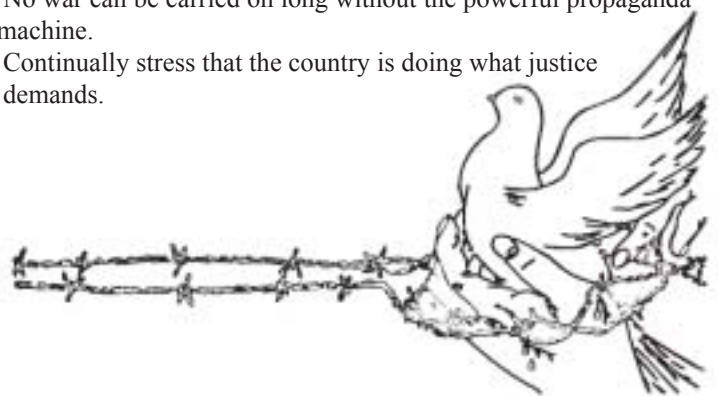 No war can be carried on long without the powerful propaganda
machine.
Continually stress that the country is doing what justice
demands.